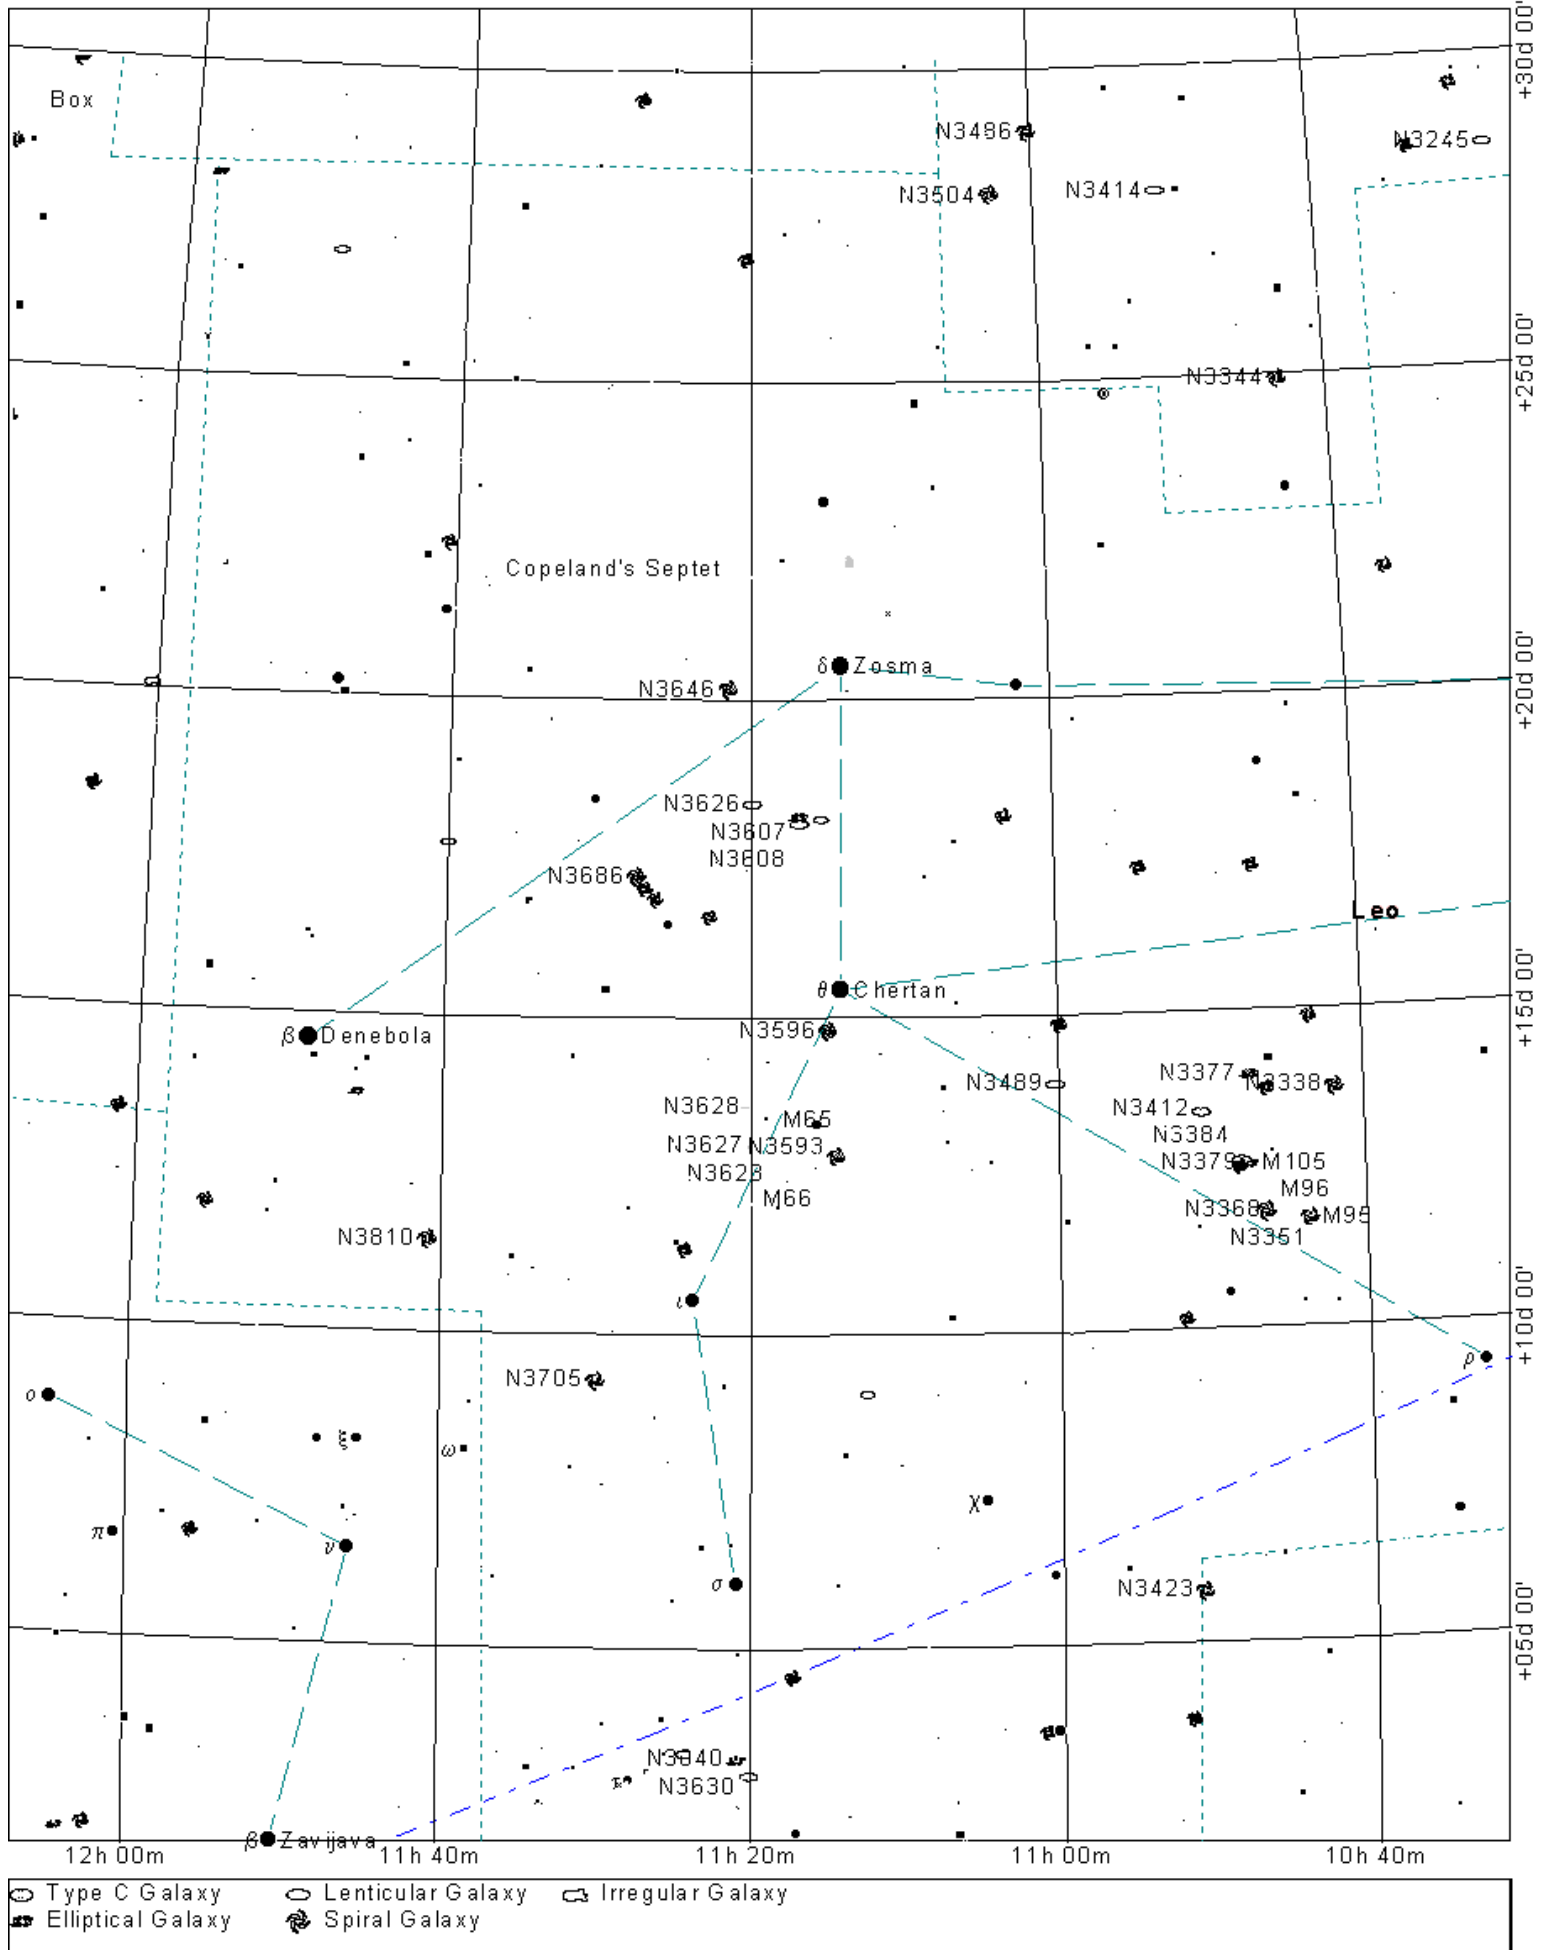 +30d 00'
Box
N3486
N3245
N3504
N3414
+25d 00'
N3344
Copeland's Septet
+20d 00'
δ Zosma
N3646
N3626
N3607
N3608
N3686
Leo
θ Chertan
+15d 00'
N3596
β Denebola
N3489
N3377
N3338
N3628
M65
N3412
N3627
N3593
N3384
N3623
N3379
M105
M66
M96
N3368
M95
N3351
N3810
ι
+10d 00'
ρ
N3705
ο
ξ
ω
χ
π
ν
σ
N3423
+05d 00'
N3640
τ
N3630
β Zavijava
12h 00m
11h 40m
11h 20m
11h 00m
10h 40m
Type C Galaxy
Lenticular Galaxy
Irregular Galaxy
Elliptical Galaxy
Spiral Galaxy